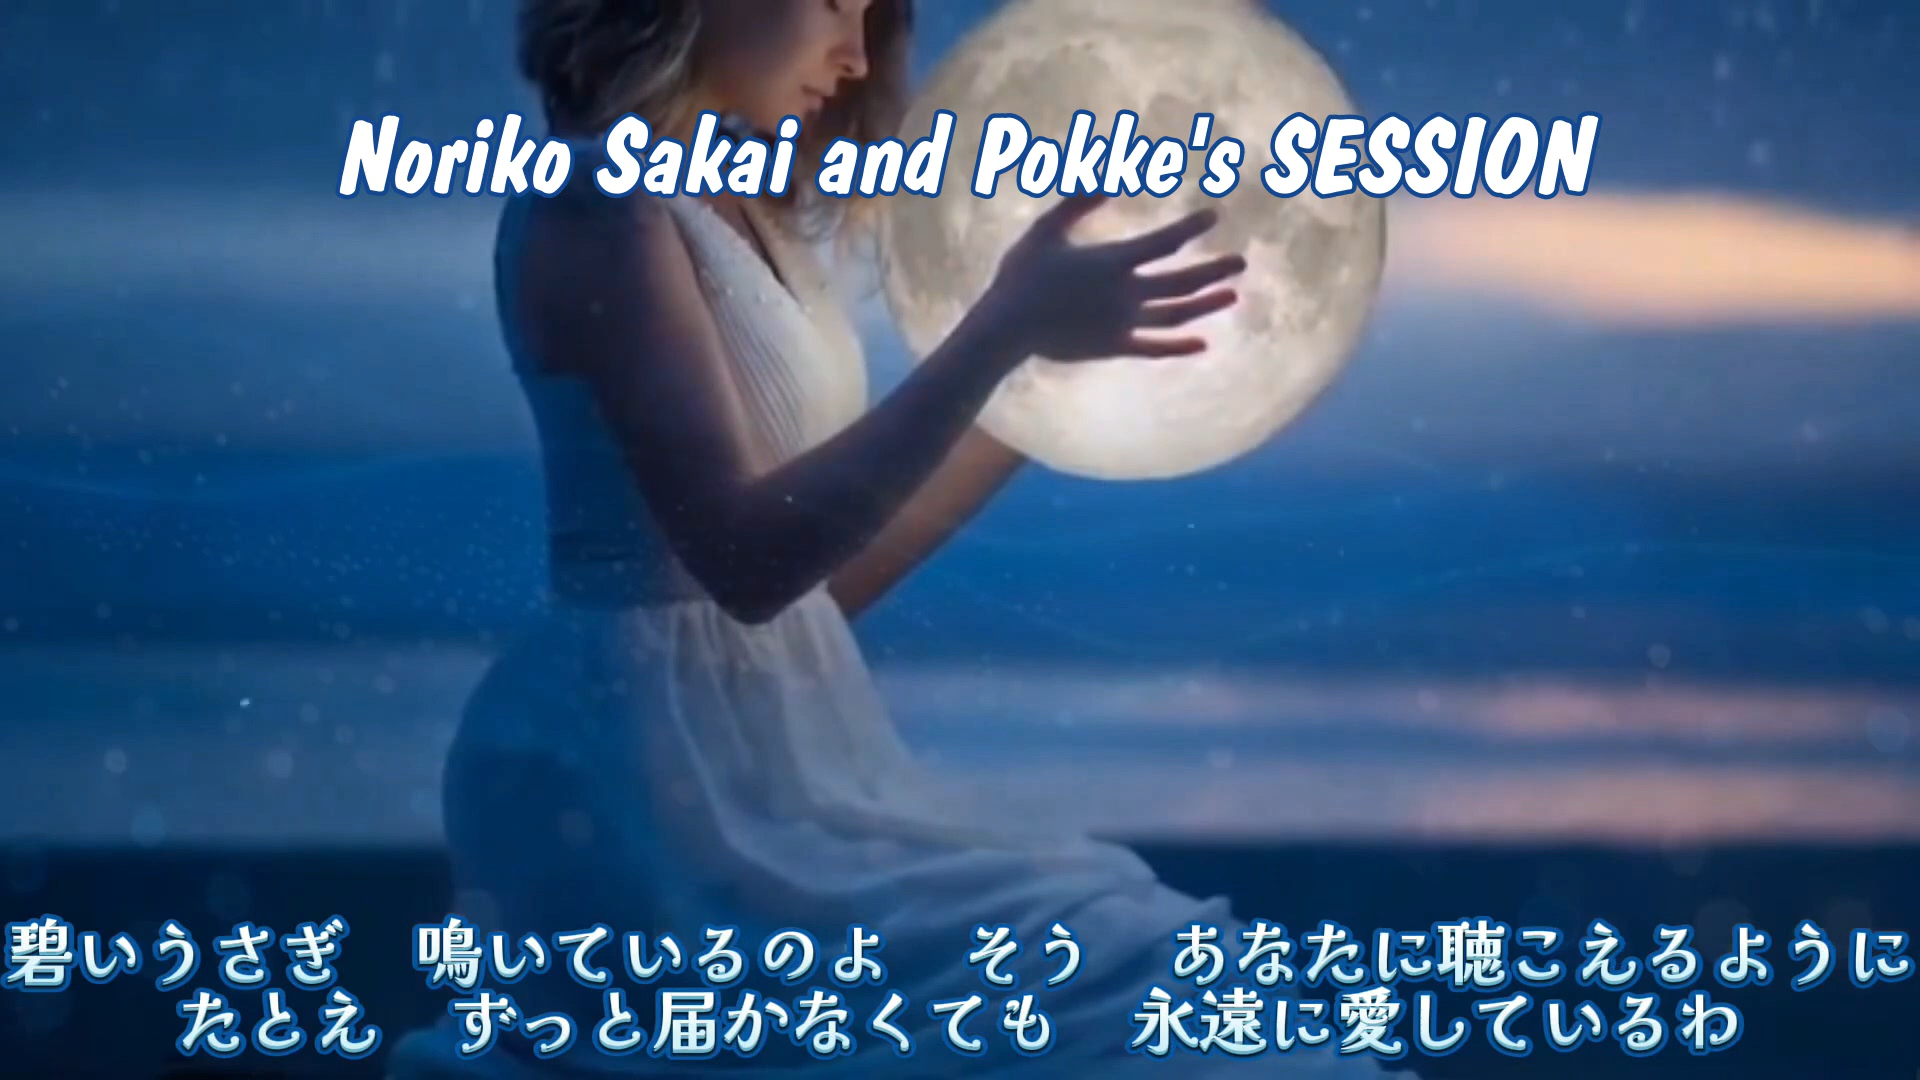 Noriko Sakai and Pokke's SESSION
碧いうさぎ　鳴いているのよ　そう　あなたに聴こえるように
たとえ　ずっと届かなくても　永遠に愛しているわ